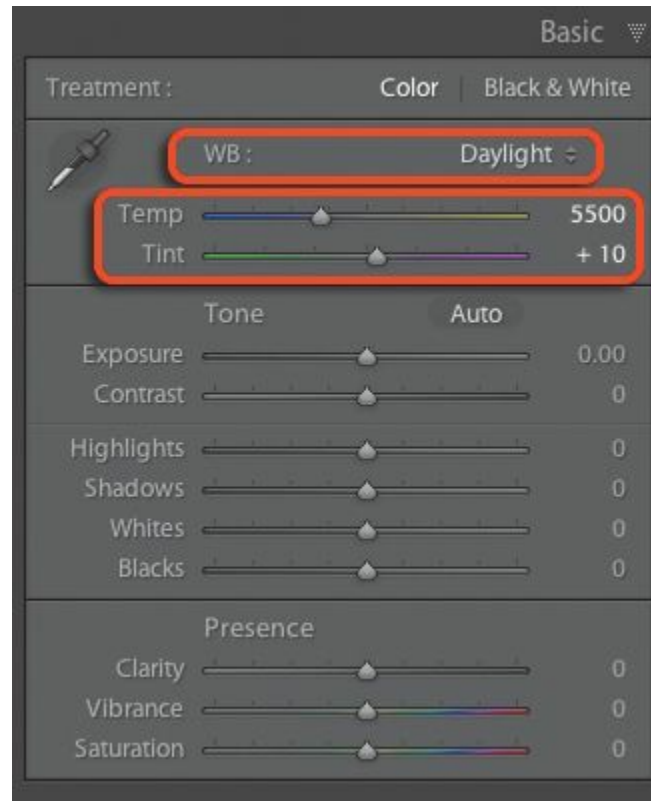 Basic
Treatment : Color Black & White
WB : Daylight
Temp 5500
Tint + 10
Tone Auto
Exposure 0.00
Contrast 0
Highlights 0
Shadows 0
Whites 0
Blacks 0
Presence
Clarity 0
Vibrance 0
Saturation 0